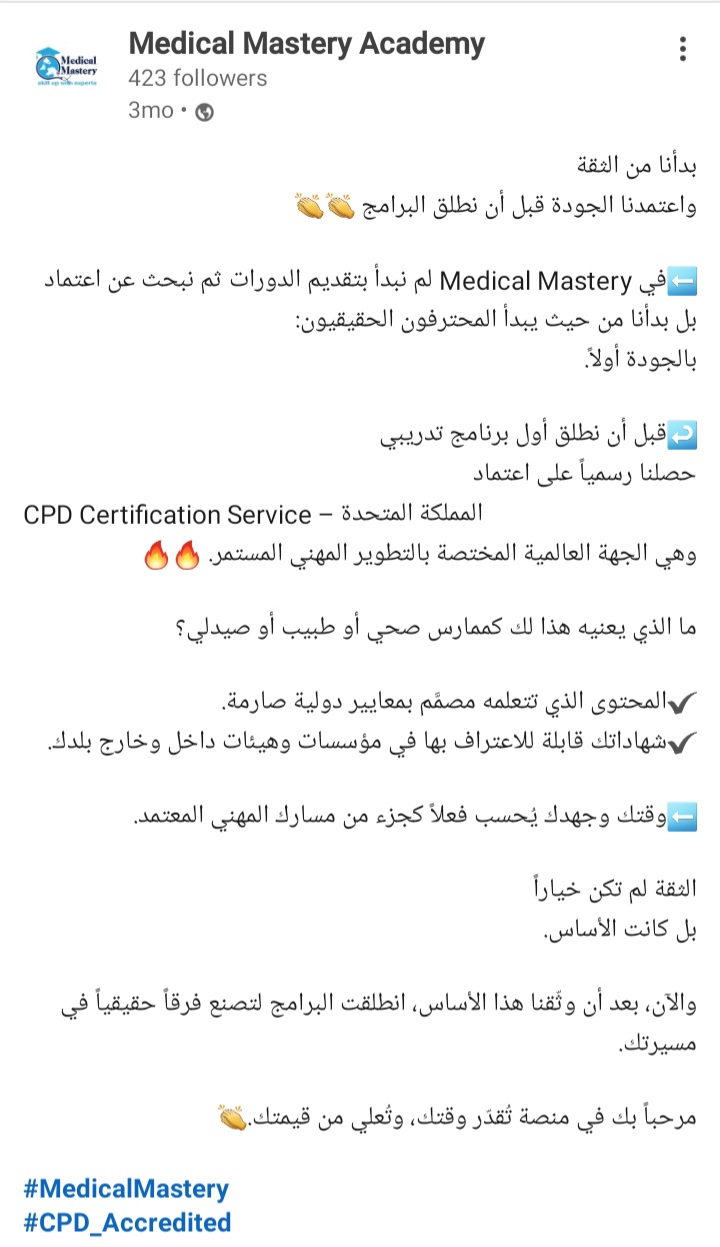 Medical Mastery Academy
Medical
Mastery
skill up with experts
423 followers
3mo •
بدأنا من الثقة
واعتمدنا الجودة قبل أن نطلق البرامج 👏👏
⬅️في Medical Mastery لم نبدأ بتقديم الدورات ثم نبحث عن اعتماد
بل بدأنا من حيث يبدأ المحترفون الحقيقيون:
بالجودة أولاً.
↩️قبل أن نطلق أول برنامج تدريبي
حصلنا رسمياً على اعتماد
CPD Certification Service – المملكة المتحدة
وهي الجهة العالمية المختصة بالتطوير المهني المستمر. 🔥🔥
ما الذي يعنيه هذا لك كممارس صحي أو طبيب أو صيدلي؟
✔️المحتوى الذي تتعلمه مصمَّم بمعايير دولية صارمة.
✔️شهاداتك قابلة للاعتراف بها في مؤسسات وهيئات داخل وخارج بلدك.
⬅️وقتك وجهدك يُحسب فعلاً كجزء من مسارك المهني المعتمد.
الثقة لم تكن خياراً
بل كانت الأساس.
والآن، بعد أن وثّقنا هذا الأساس، انطلقت البرامج لتصنع فرقاً حقيقياً في
مسيرتك.
مرحباً بك في منصة تُقدّر وقتك، وتُعلي من قيمتك.👏
#MedicalMastery
#CPD_Accredited